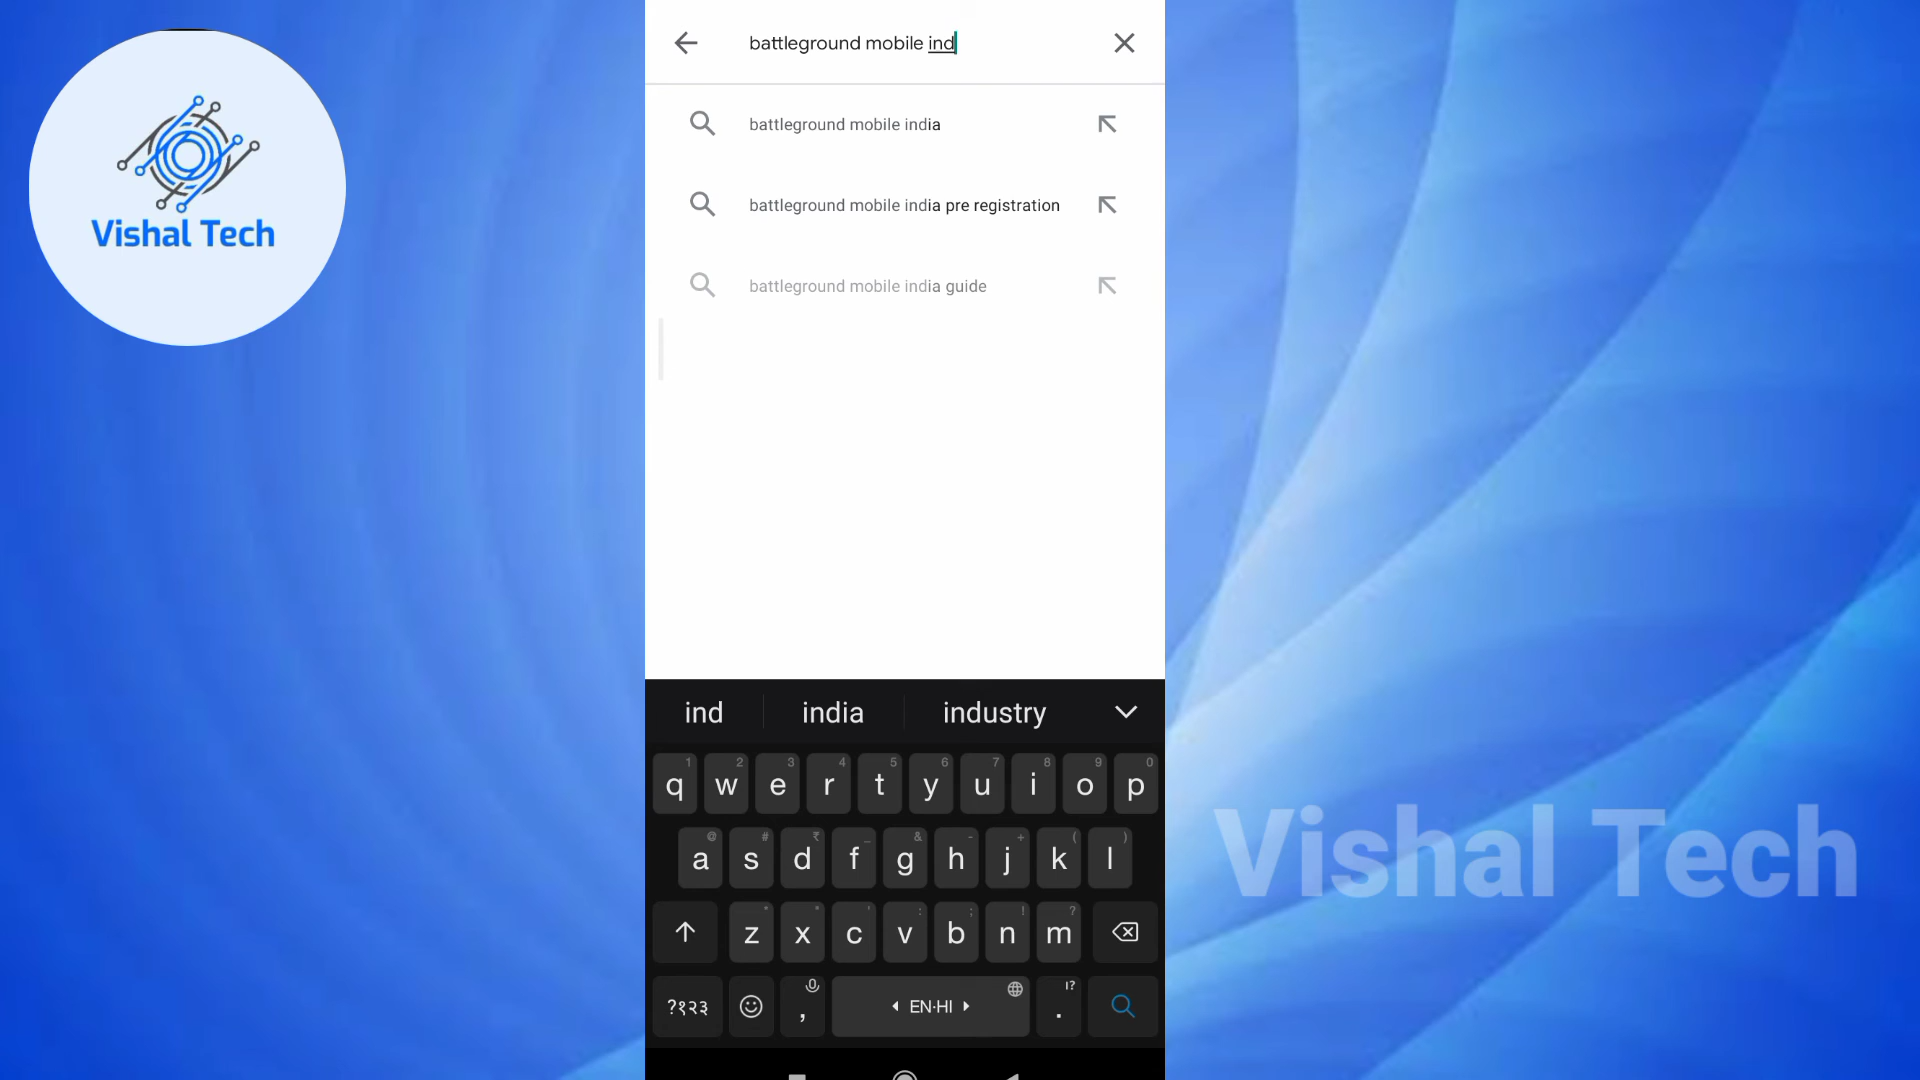 battleground mobile ind
Vishal Tech
battleground mobile india
battleground mobile india pre registration
battleground mobile india guide
ind india industry
1 2 3 4 5 6 7 8 9 0
q w e r t y u i o p
@ # ₹ _ & - + ( )
a s d f g h j k l
z x c v b n m
* " ' : ; ! ?
?१२३ , EN·HI . !?
Vishal Tech